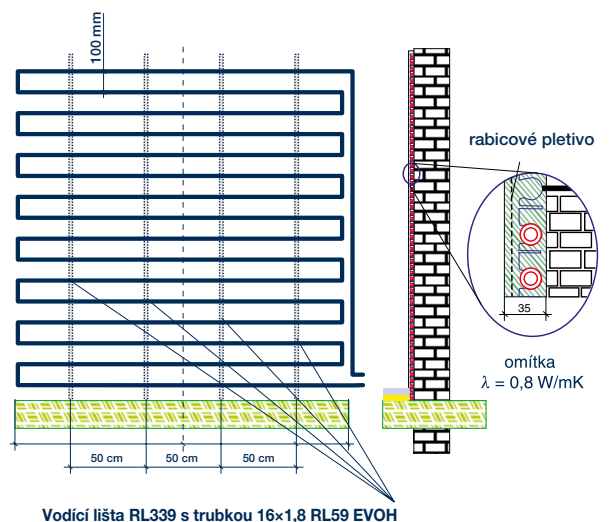 100 mm
rabicové pletivo
35
omítka
λ = 0,8 W/mK
50 cm
50 cm
50 cm
Vodící lišta RL339 s trubkou 16×1,8 RL59 EVOH